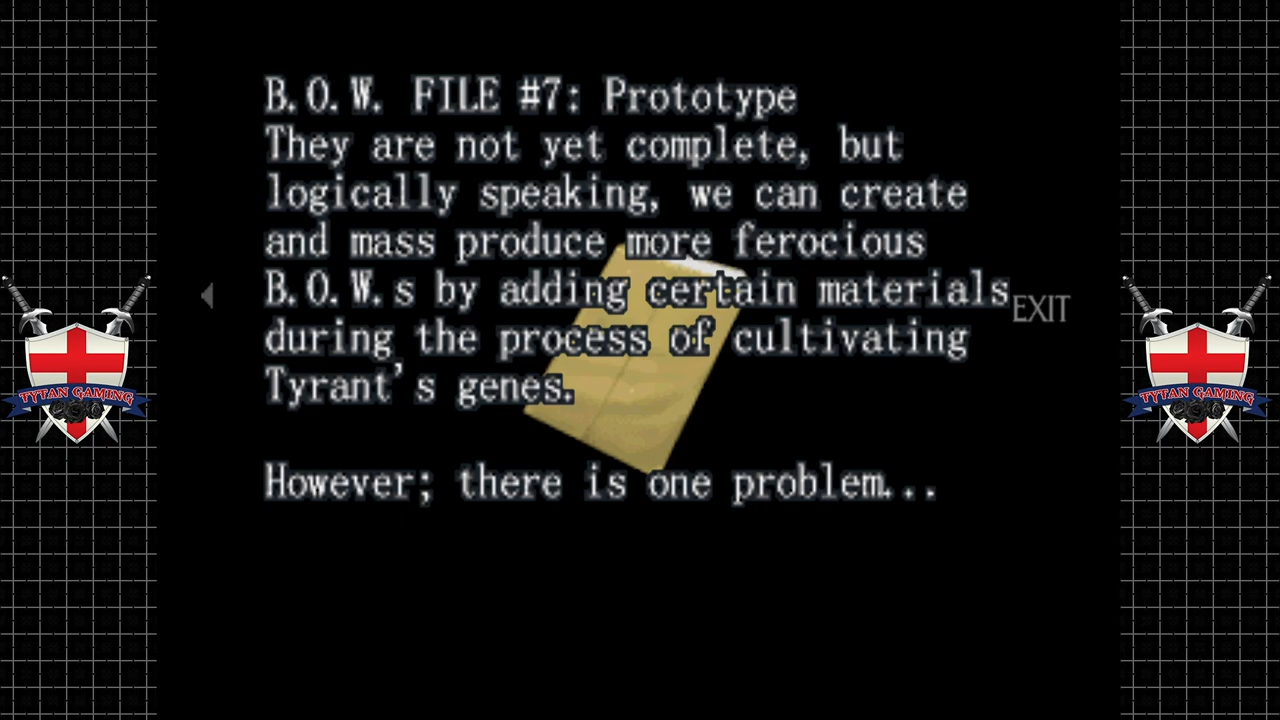 B.O.W. FILE #7: Prototype
They are not yet complete, but
logically speaking, we can create
and mass produce more ferocious
B.O.W.s by adding certain materials
during the process of cultivating
Tyrant's genes.
However; there is one problem...
EXIT
TYTAN GAMING
TYTAN GAMING